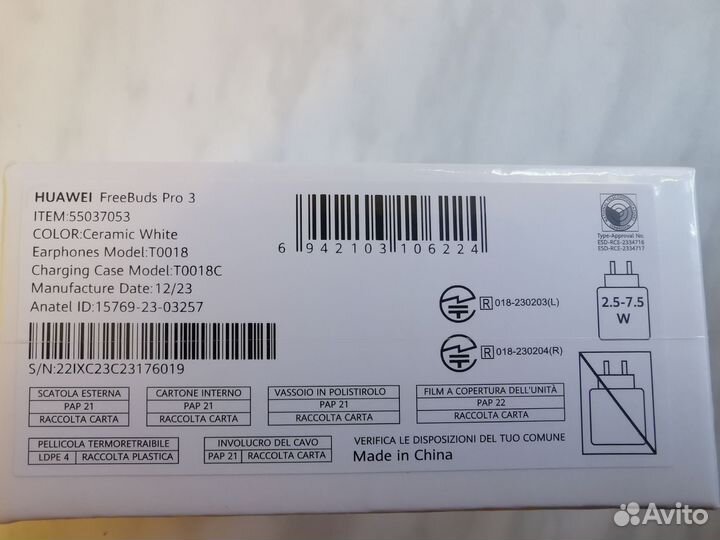 HUAWEI FreeBuds Pro 3
ITEM:55037053
COLOR:Ceramic White
Earphones Model:T0018
Charging Case Model:T0018C
Manufacture Date:12/23
Anatel ID:15769-23-03257
S/N:22IXC23C23176019
6 942103 106224
Type-Approval No.
ESD-RCE-2334716
ESD-RCE-2334717
R 018-230203(L)
R 018-230204(R)
2.5-7.5
W
SCATOLA ESTERNA
PAP 21
RACCOLTA CARTA
CARTONE INTERNO
PAP 21
RACCOLTA CARTA
VASSOIO IN POLISTIROLO
PAP 21
RACCOLTA CARTA
FILM A COPERTURA DELL'UNITÀ
PAP 22
RACCOLTA CARTA
PELLICOLA TERMORETRAIBILE
LDPE 4 RACCOLTA PLASTICA
INVOLUCRO DEL CAVO
PAP 21 RACCOLTA CARTA
VERIFICA LE DISPOSIZIONI DEL TUO COMUNE
Made in China
Avito